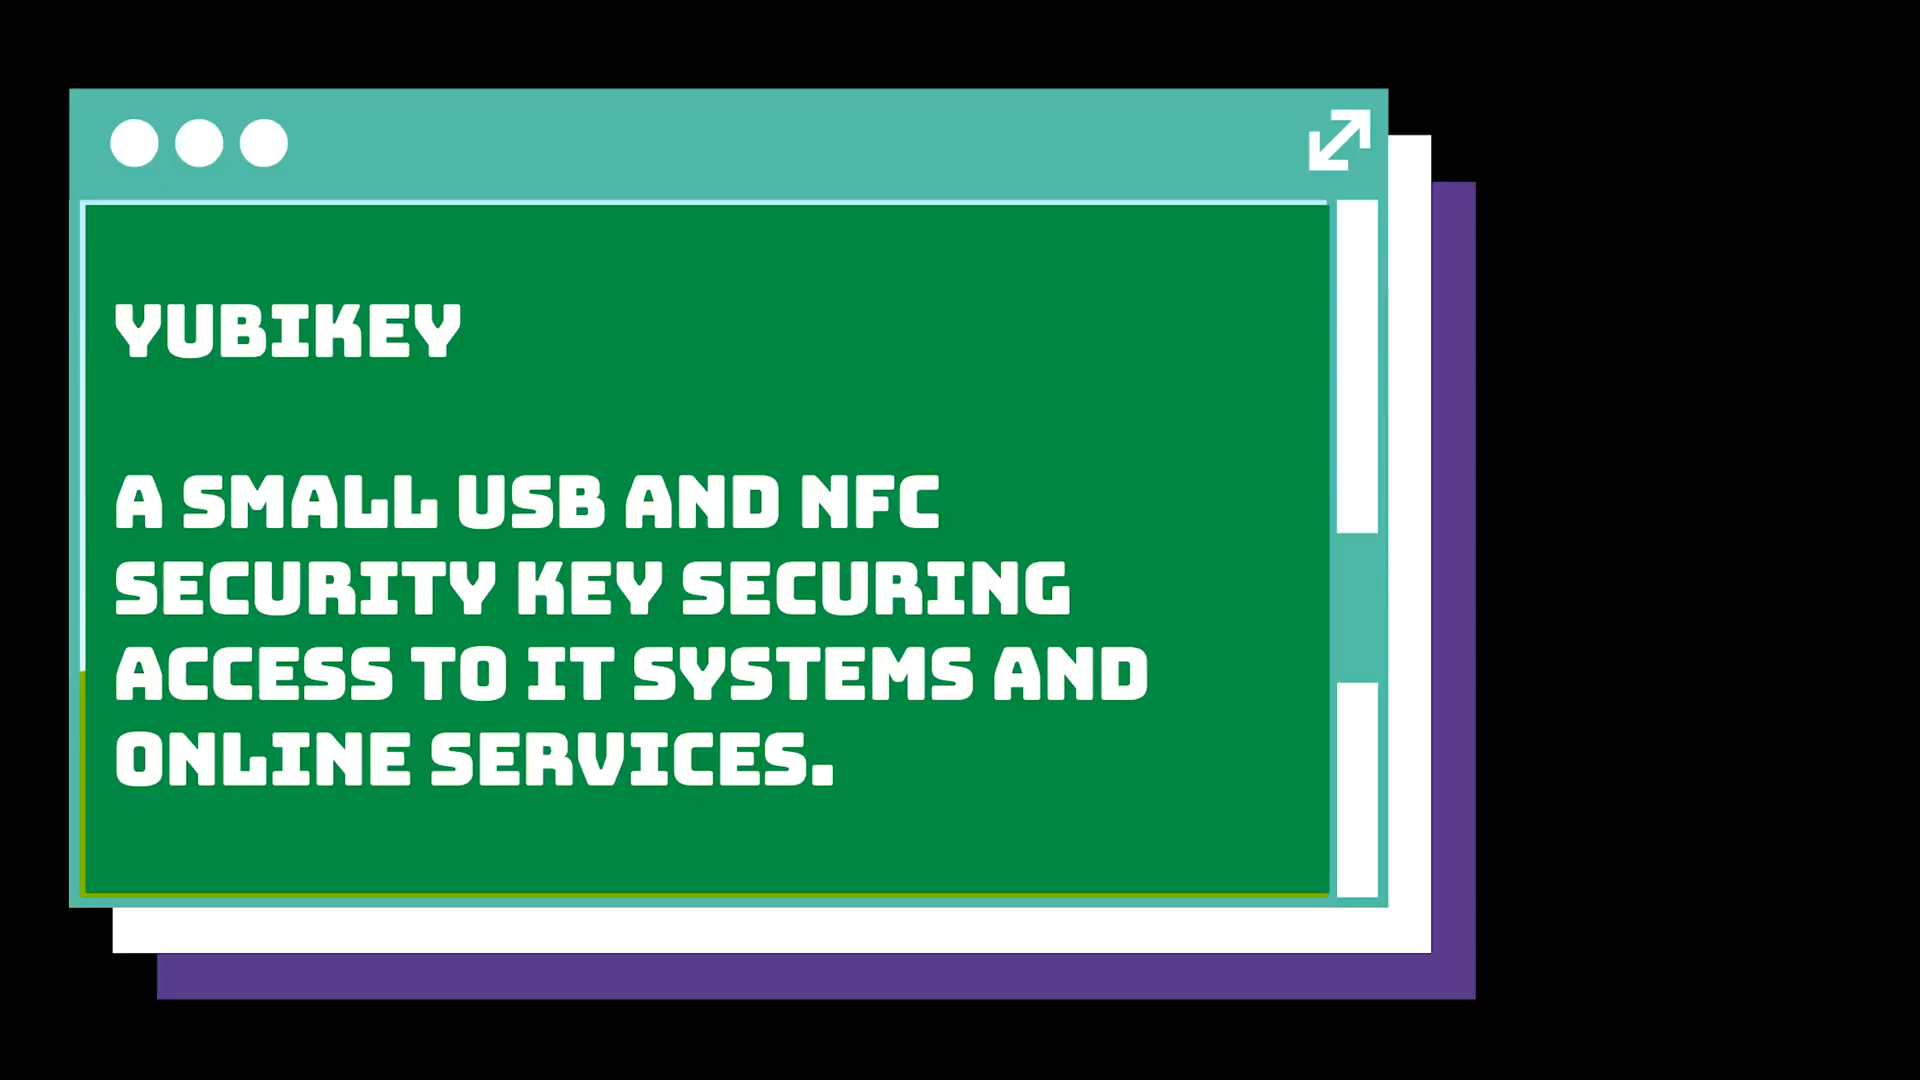 YUBIKEY
A SMALL USB AND NFC
SECURITY KEY SECURING
ACCESS TO IT SYSTEMS AND
ONLINE SERVICES.